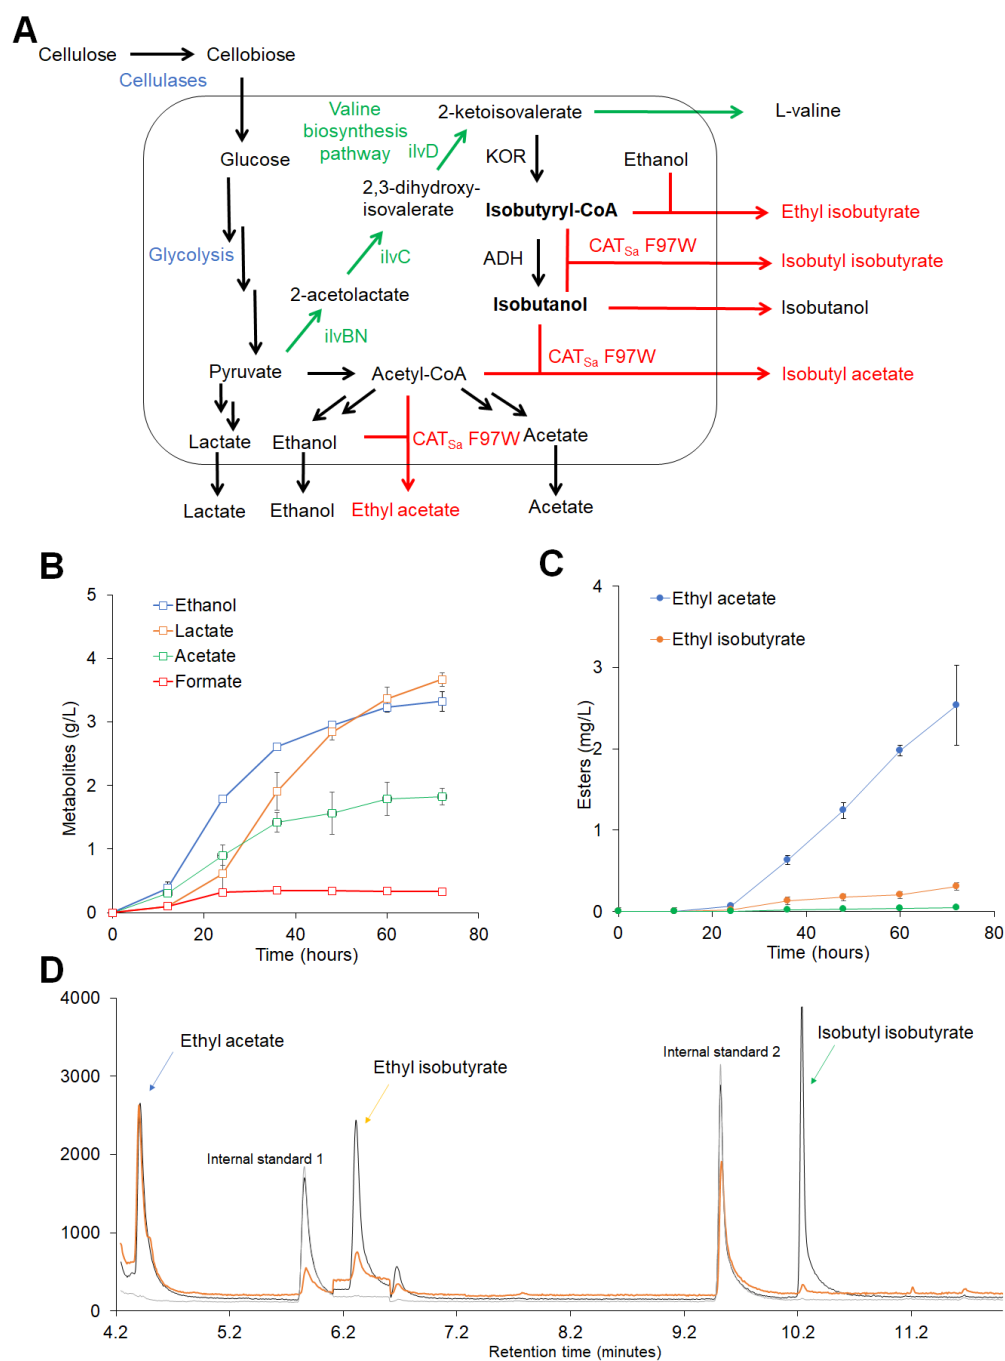 A
Cellulose
Cellobiose
Cellulases
Valine
biosynthesis
pathway
2-ketoisovalerate
L-valine
ilvD
KOR
Ethanol
Glucose
2,3-dihydroxy-
isovalerate
Isobutyryl-CoA
Ethyl isobutyrate
CATSa F97W
Glycolysis
ilvC
ADH
Isobutyl isobutyrate
2-acetolactate
Isobutanol
Isobutanol
ilvBN
CATSa F97W
Pyruvate
Acetyl-CoA
Isobutyl acetate
Lactate
Ethanol
CATSa F97W
Acetate
Lactate
Ethanol
Ethyl acetate
Acetate
B
5
4
3
2
1
0
Metabolites (g/L)
Ethanol
Lactate
Acetate
Formate
0
20
40
60
80
Time (hours)
C
4
3
2
1
0
Esters (mg/L)
Ethyl acetate
Ethyl isobutyrate
0
20
40
60
80
Time (hours)
D
4000
3000
2000
1000
0
Ethyl acetate
Internal standard 1
Ethyl isobutyrate
Internal standard 2
Isobutyl isobutyrate
4.2
5.2
6.2
7.2
8.2
9.2
10.2
11.2
Retention time (minutes)